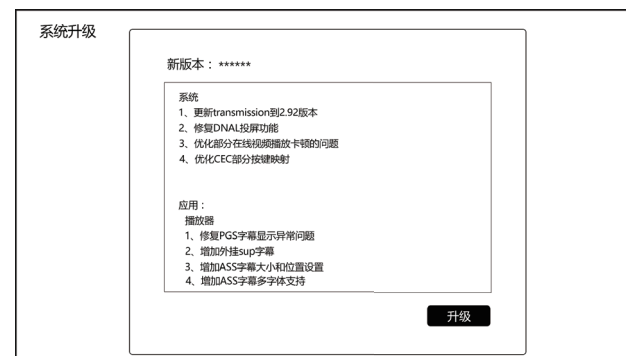 系统升级
新版本：******
系统
1、更新transmission到2.92版本
2、修复DNAL投屏功能
3、优化部分在线视频播放卡顿的问题
4、优化CEC部分按键映射
应用：
播放器
1、修复PGS字幕显示异常问题
2、增加外挂sup字幕
3、增加ASS字幕大小和位置设置
4、增加ASS字幕多字体支持
升级